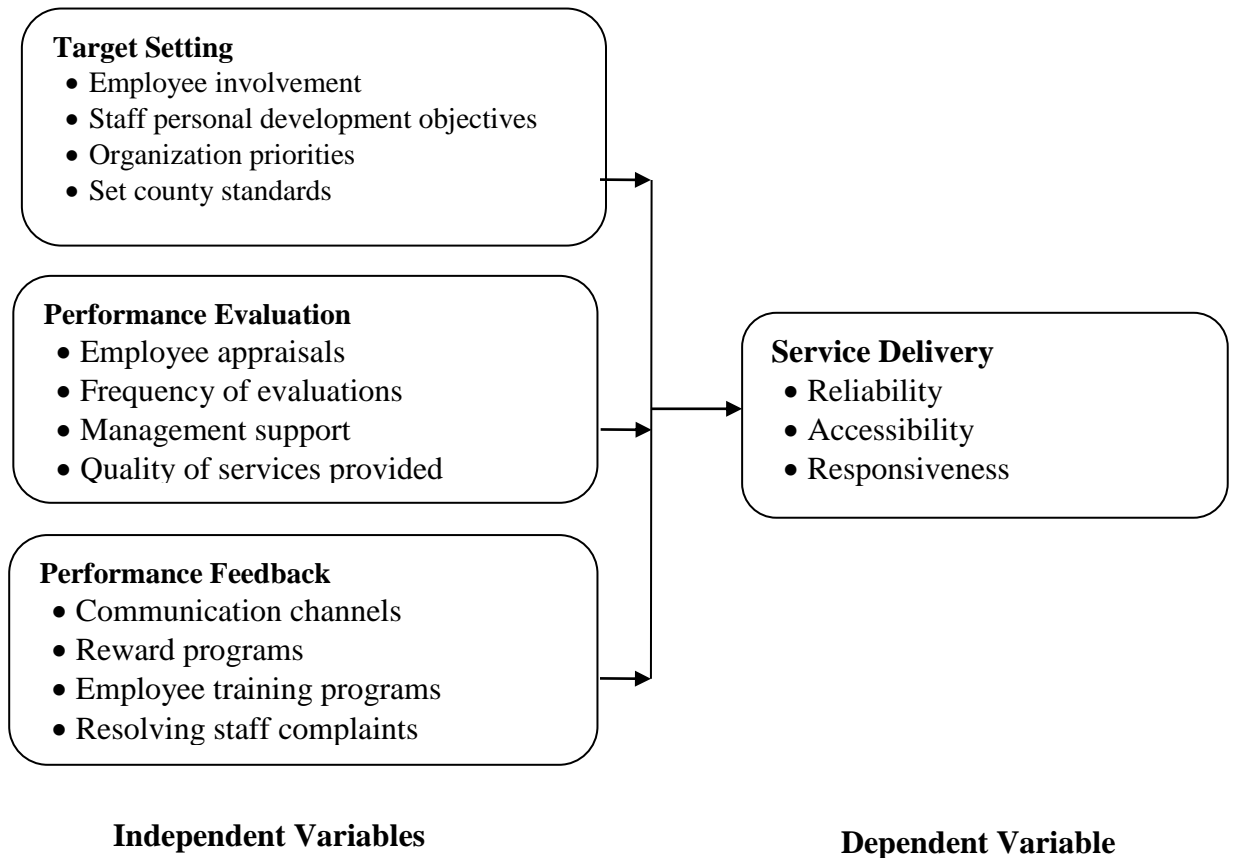 Target Setting
• Employee involvement
• Staff personal development objectives
• Organization priorities
• Set county standards
Performance Evaluation
• Employee appraisals
• Frequency of evaluations
• Management support
• Quality of services provided
Performance Feedback
• Communication channels
• Reward programs
• Employee training programs
• Resolving staff complaints
Service Delivery
• Reliability
• Accessibility
• Responsiveness
Independent Variables
Dependent Variable